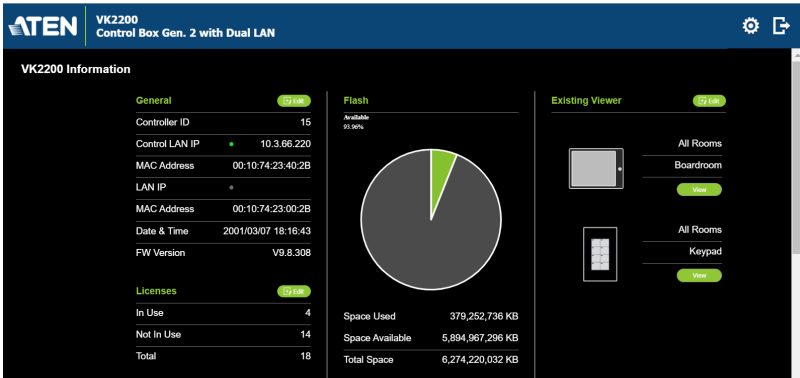 ATEN
VK2200
Control Box Gen. 2 with Dual LAN
VK2200 Information
General
Edit
Controller ID 15
Control LAN IP 10.3.66.220
MAC Address 00:10:74:23:40:2B
LAN IP
MAC Address 00:10:74:23:00:2B
Date & Time 2001/03/07 18:16:43
FW Version V9.8.308
Licenses
Edit
In Use 4
Not In Use 14
Total 18
Flash
Available
93.96%
Space Used 379,252,736 KB
Space Available 5,894,967,296 KB
Total Space 6,274,220,032 KB
Existing Viewer
Edit
All Rooms
Boardroom
View
All Rooms
Keypad
View